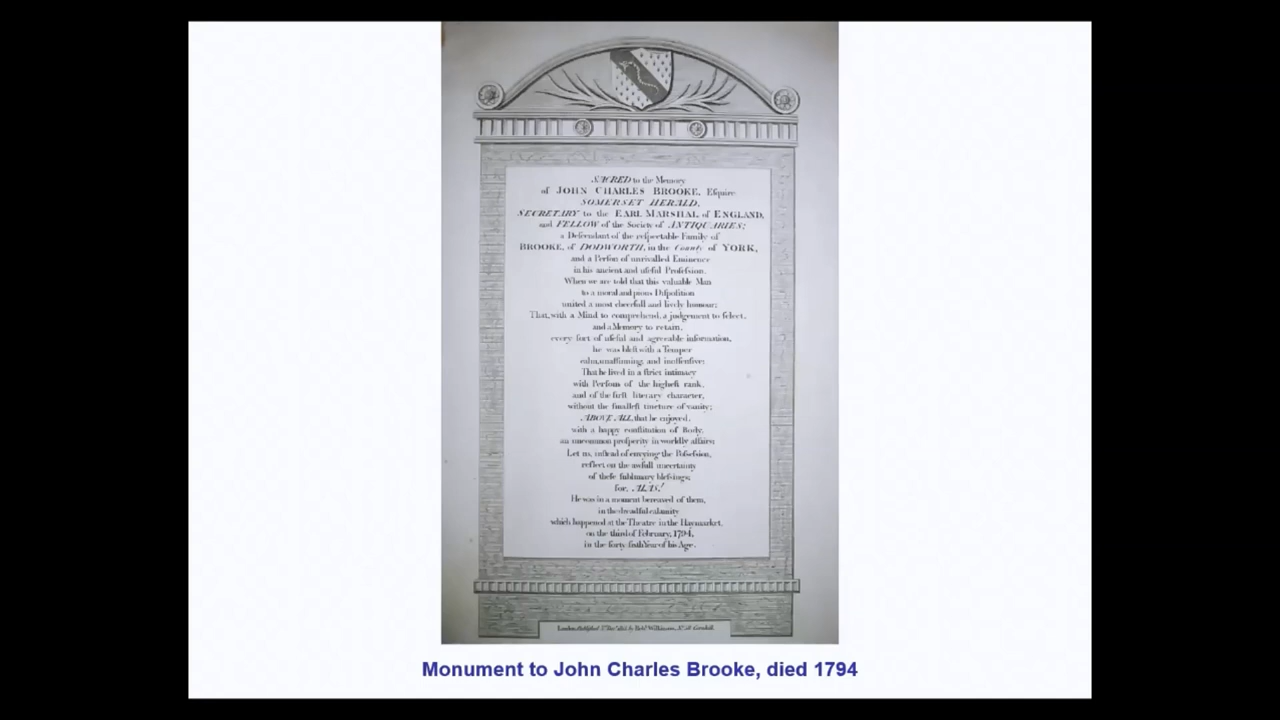 SACRED to the Memory
of JOHN CHARLES BROOKE, Eſquire
SOMERSET HERALD,
SECRETARY to the EARL MARSHAL of ENGLAND,
and FELLOW of the Society of ANTIQUARIES;
a Deſcendant of the reſpectable Family of
BROOKE, of DODWORTH, in the County of YORK,
and a Perſon of unrivalled Eminence
in his ancient and uſeful Profeſsion.
When we are told that this valuable Man
to a moral and pious Diſpoſition
united a moſt cheerfull and lively humour;
That, with a Mind to comprehend, a judgement to ſelect,
and a Memory to retain,
every ſort of uſeful and agreeable information,
he was bleſt with a Temper
calm, unaſſuming, and inoffenſive;
That he lived in a ſtrict intimacy
with Perſons of the higheſt rank,
and of the firſt literary character,
without the ſmalleſt tincture of vanity;
ABOVE ALL, that he enjoyed,
with a happy conſtitution of Body,
an uncommon proſperity in worldly affairs;
Let us, inſtead of envying the Poſseſsion,
reflect on the awfull uncertainty
of theſe ſublunary bleſsings;
for, ALAS!
He was in a moment bereaved of them,
in the dreadful calamity
which happened at the Theatre in the Haymarket,
on the third of February, 1794,
in the forty ſixth Year of his Age.
London, Publiſhed by Robt. Wilkinson, No. 58 Cornhill.
Monument to John Charles Brooke, died 1794